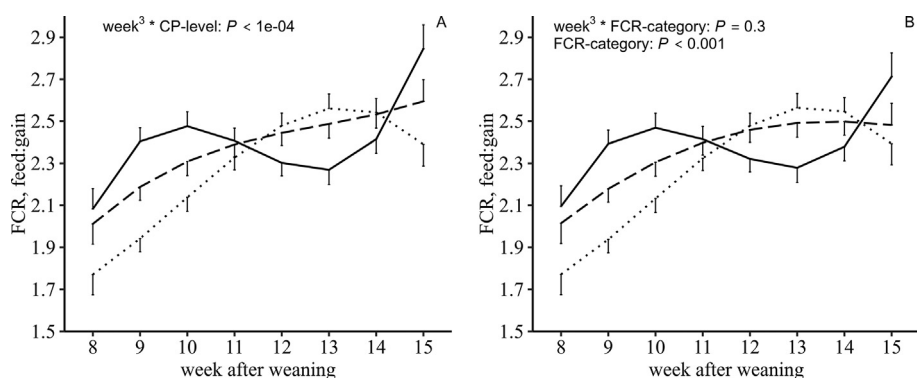 A
week³ * CP-level: P < 1e-04
2.9
2.7
2.5
2.3
2.1
1.9
1.7
1.5
FCR, feed:gain
8 9 10 11 12 13 14 15
week after weaning
B
week³ * FCR-category: P = 0.3
FCR-category: P < 0.001
2.9
2.7
2.5
2.3
2.1
1.9
1.7
1.5
FCR, feed:gain
8 9 10 11 12 13 14 15
week after weaning